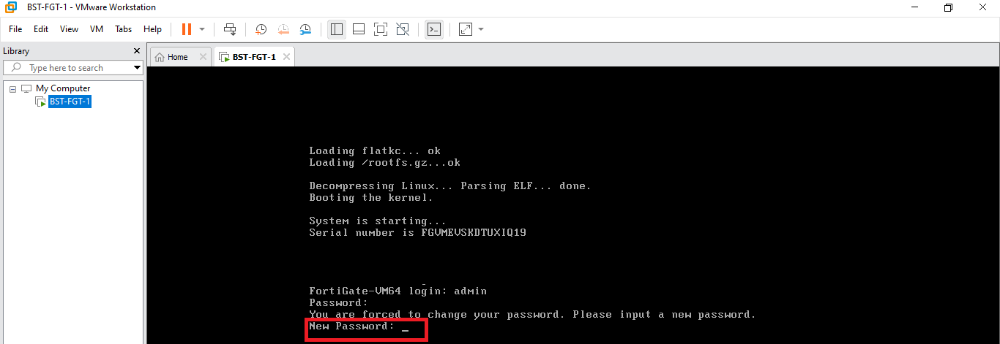 BST-FGT-1 - VMware Workstation
File Edit View VM Tabs Help
Library
Type here to search
My Computer
BST-FGT-1
Home
BST-FGT-1
Loading flatkc... ok
Loading /rootfs.gz...ok
Decompressing Linux... Parsing ELF... done.
Booting the kernel.
System is starting...
Serial number is FGVMEVSKDTUXIQ19
FortiGate-VM64 login: admin
Password:
You are forced to change your password. Please input a new password.
New Password: _